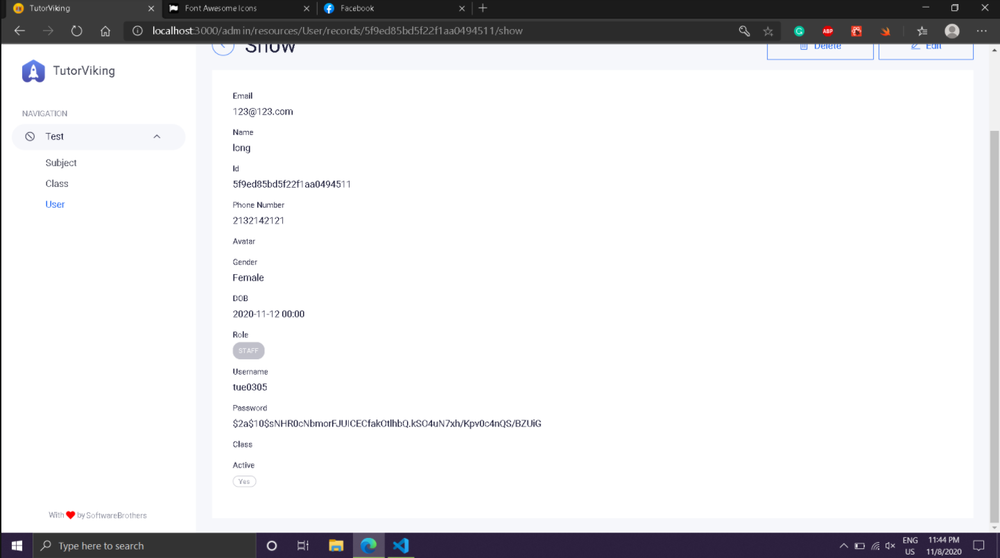 TutorViking
Font Awesome Icons
Facebook
localhost:3000/admin/resources/User/records/5f9ed85bd5f22f1aa0494511/show
ABP
TutorViking
Show
Delete
Edit
NAVIGATION
Test
Subject
Class
User
Email
123@123.com
Name
long
Id
5f9ed85bd5f22f1aa0494511
Phone Number
2132142121
Avatar
Gender
Female
DOB
2020-11-12 00:00
Role
STAFF
Username
tue0305
Password
$2a$10$sNHR0cNbmorFJUICECfakOtlhbQ.kSO4uN7xh/Kpv0c4nQS/BZUiG
Class
Active
Yes
With ❤ by SoftwareBrothers
Type here to search
ENG
US
11:44 PM
11/8/2020